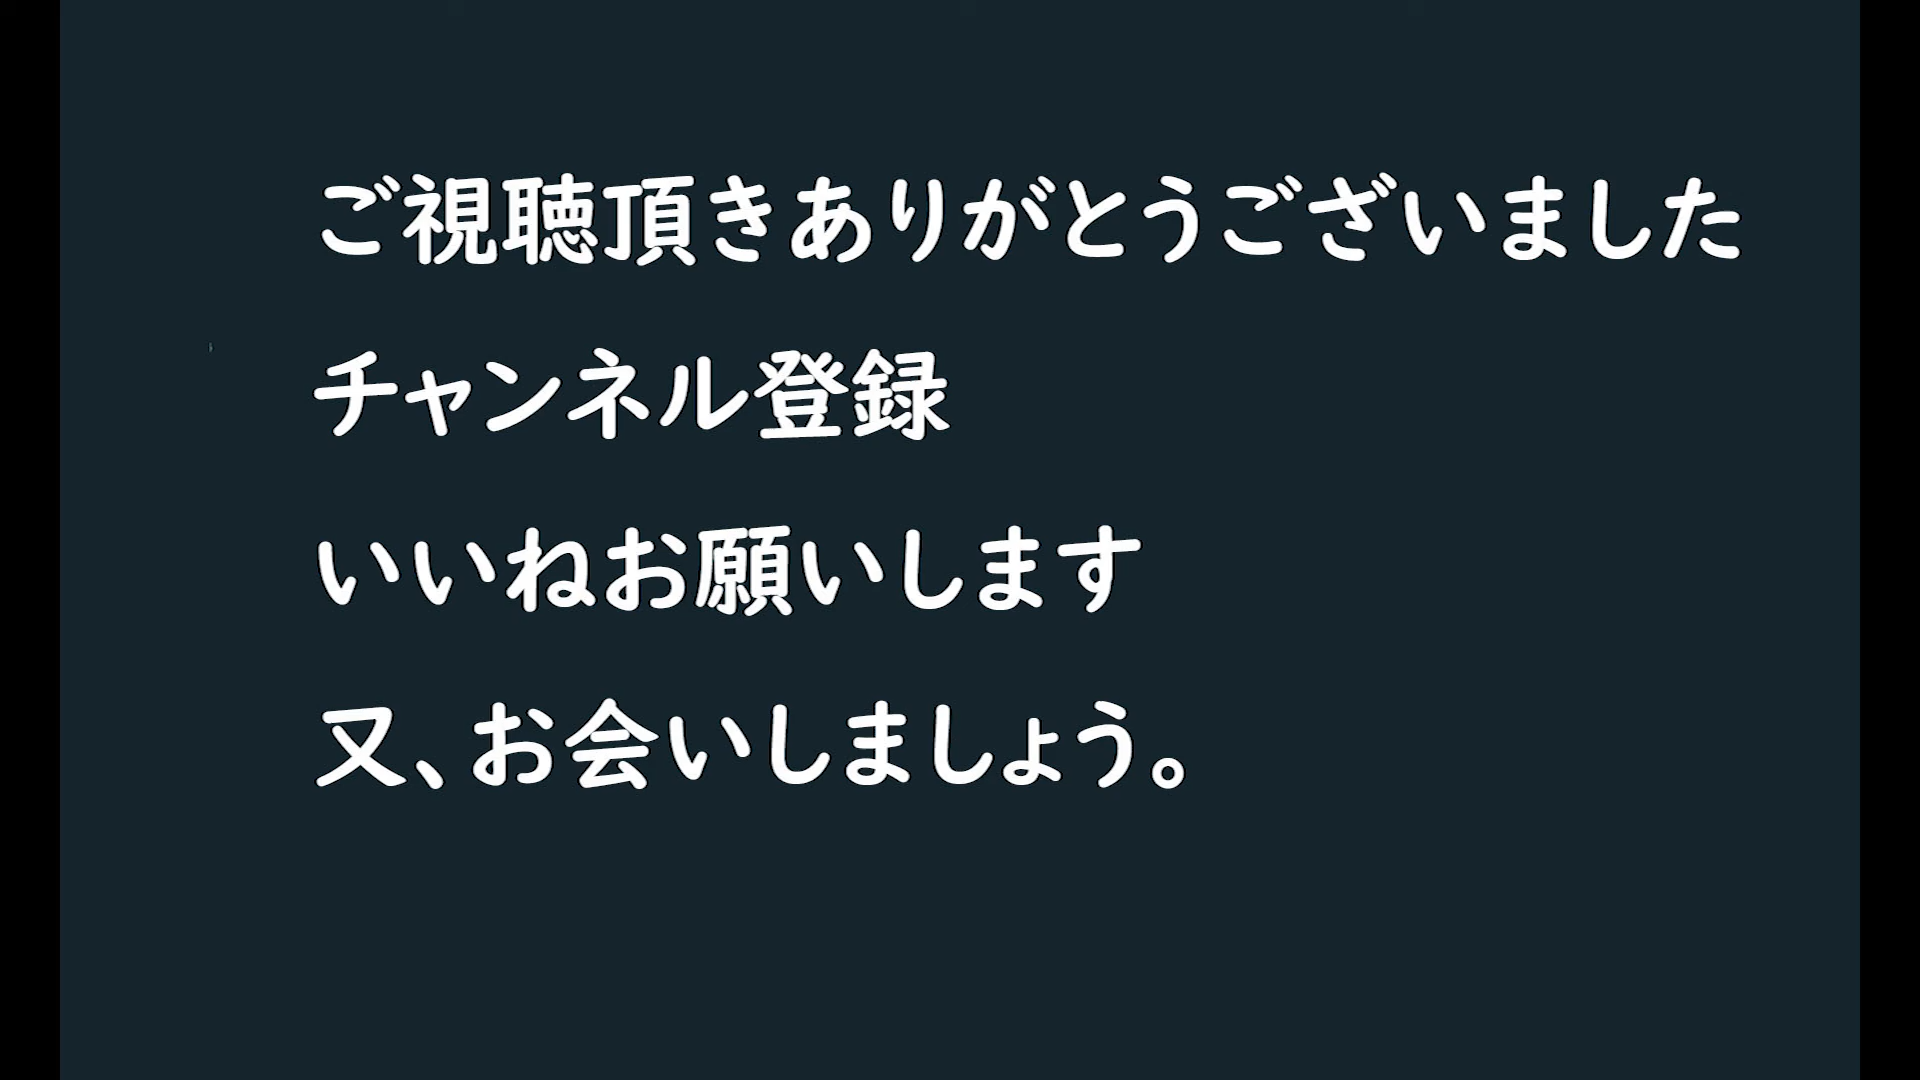 ご視聴頂きありがとうございました
チャンネル登録
いいねお願いします
又、お会いしましょう。